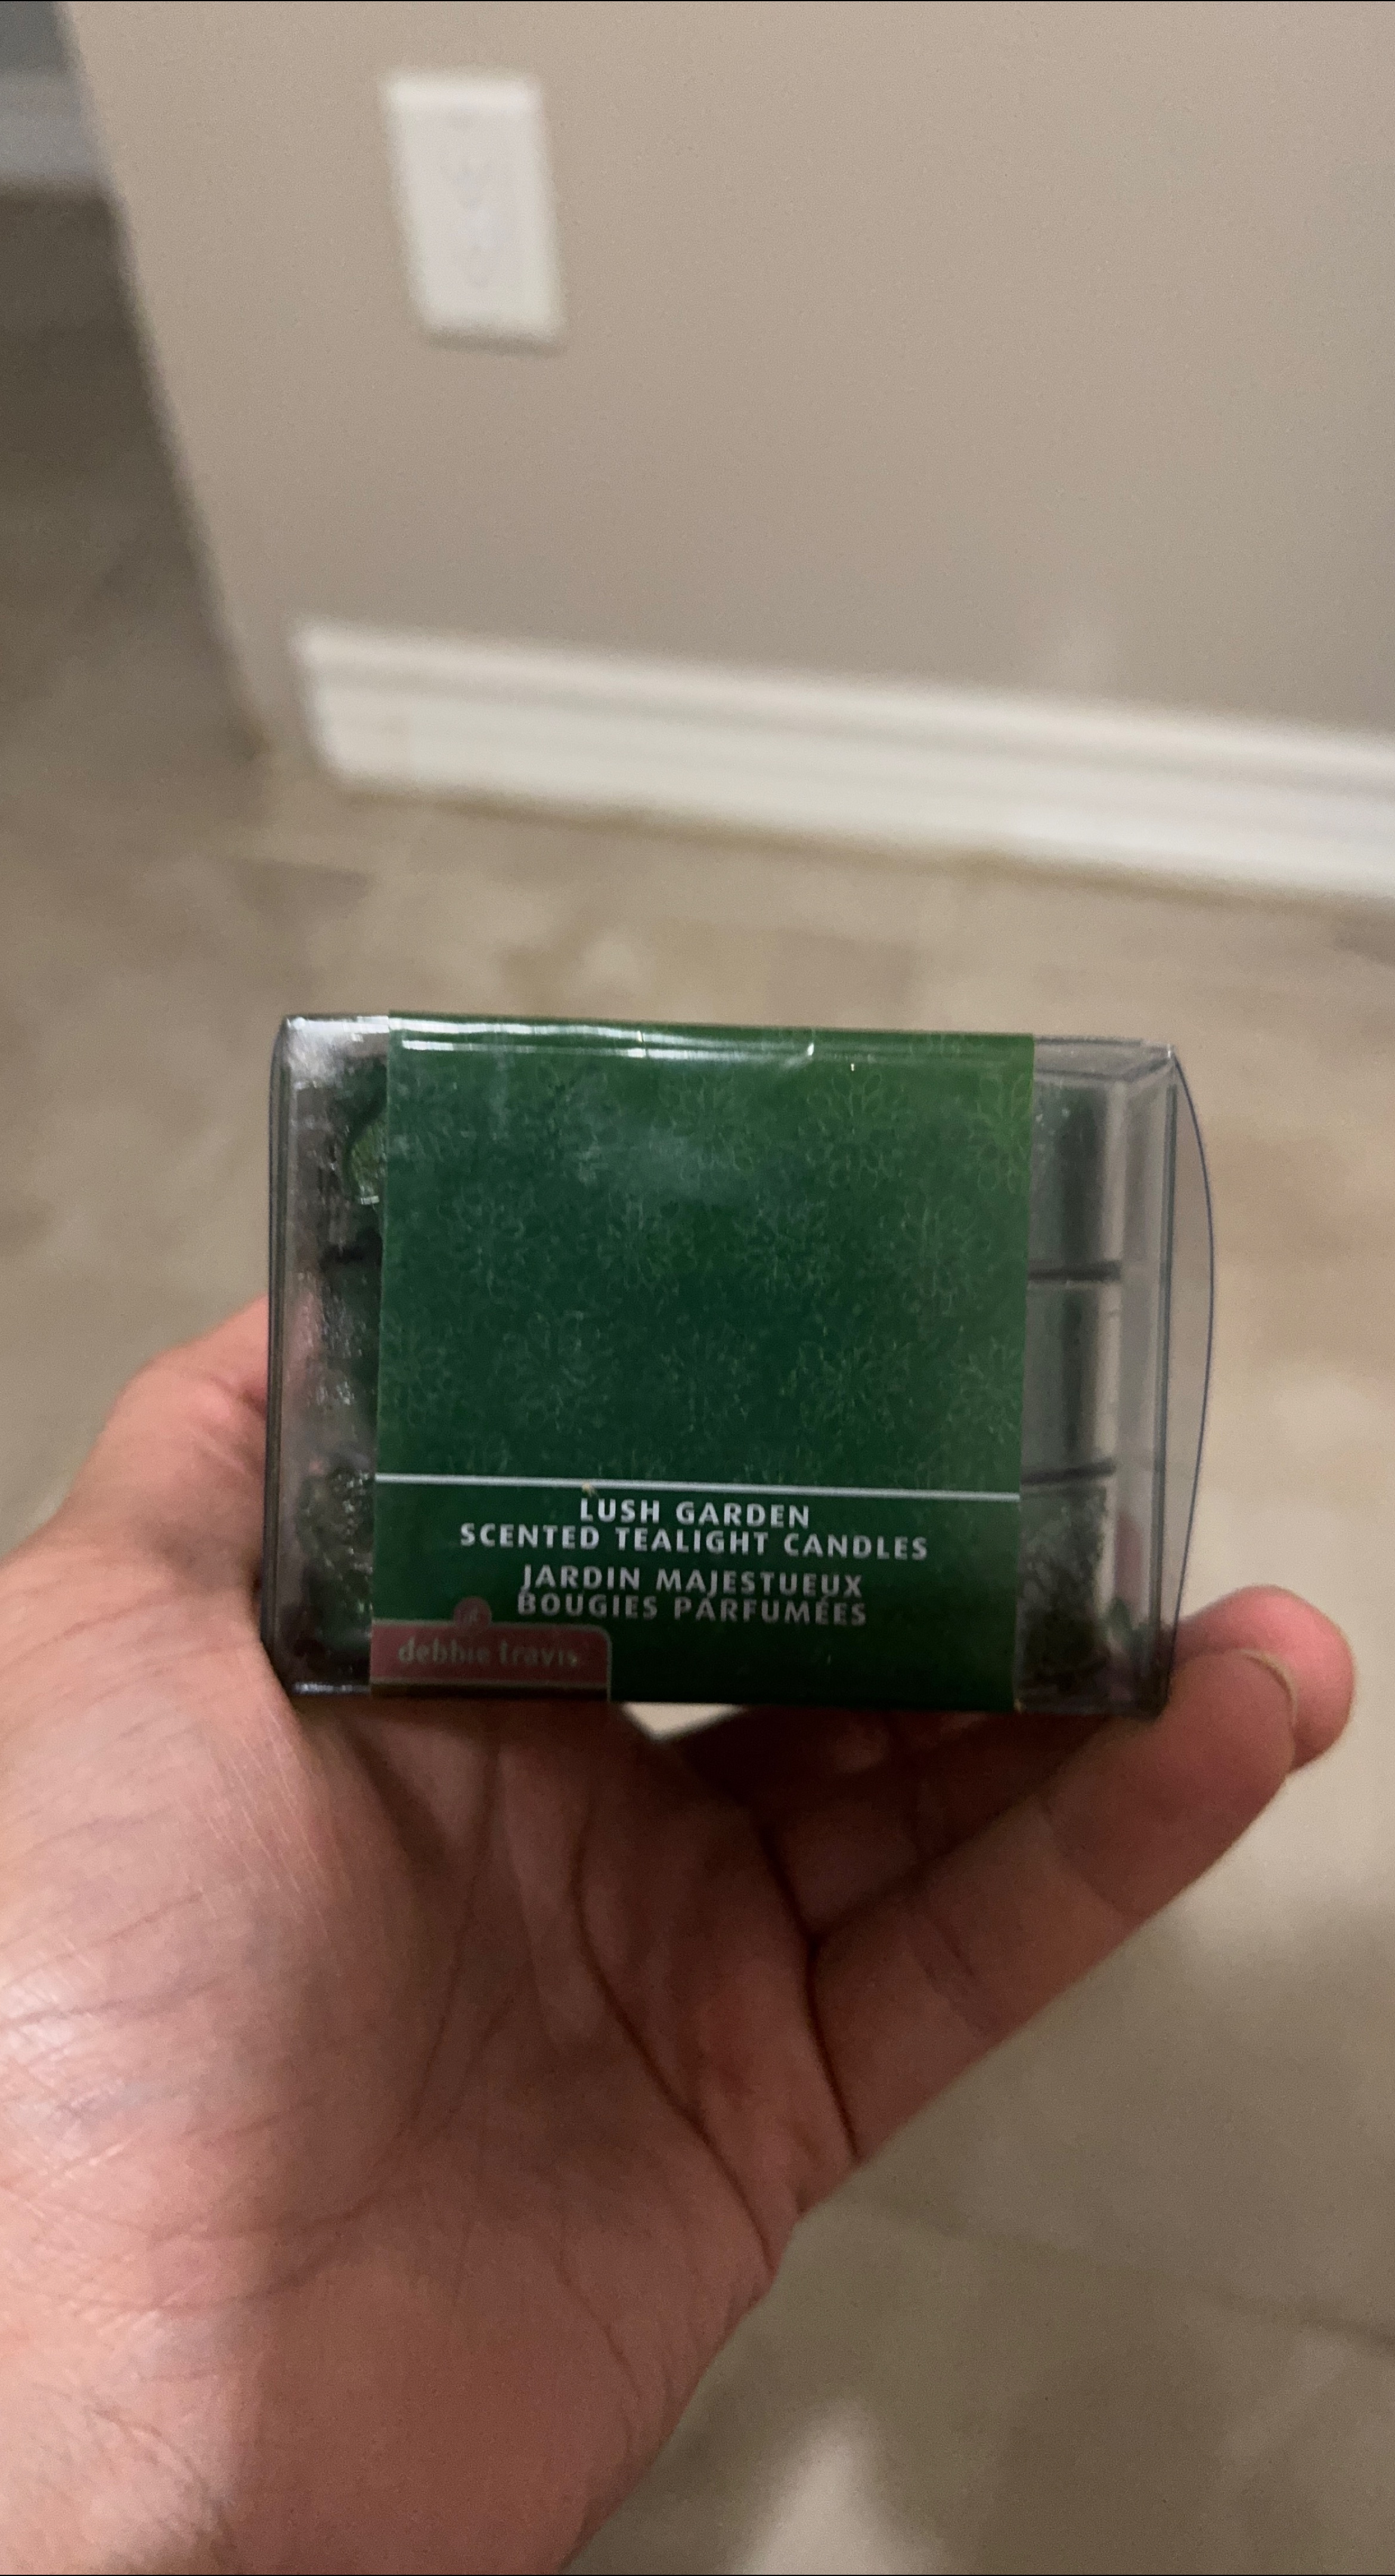 LUSH GARDEN
SCENTED TEALIGHT CANDLES
JARDIN MAJESTUEUX
BOUGIES PARFUMÉES
debbie travis